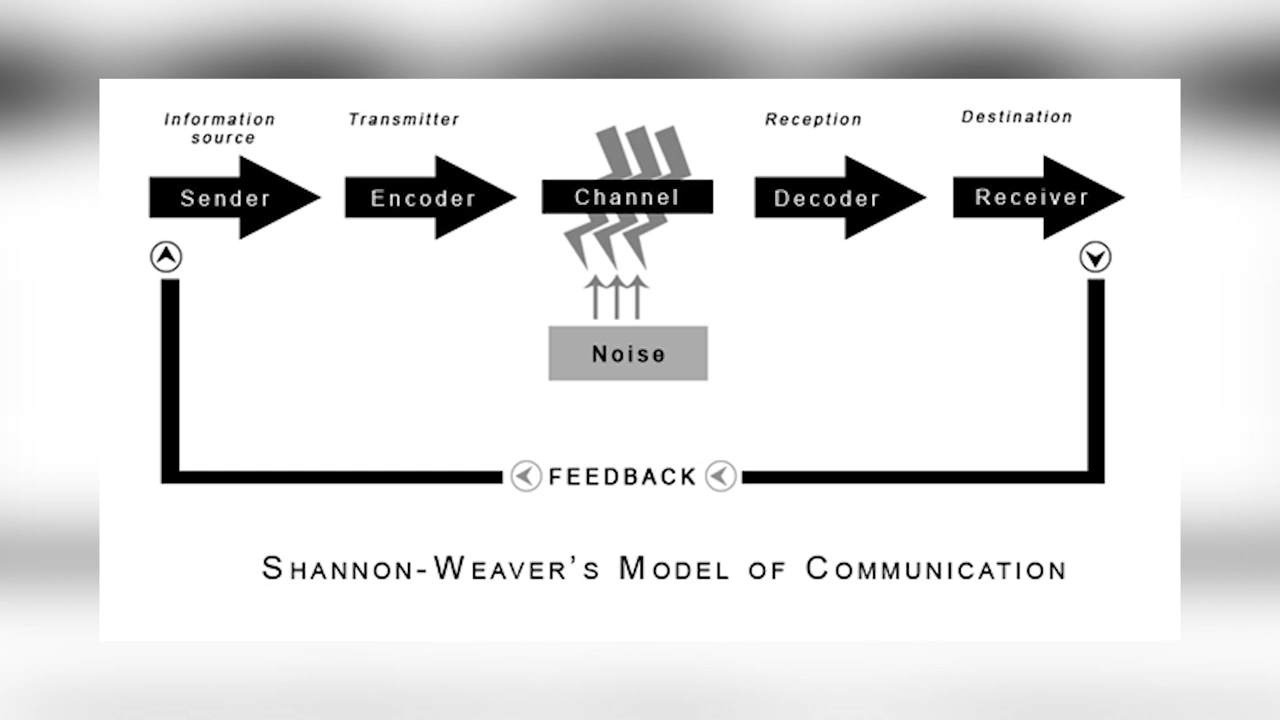 Information
source
Transmitter
Reception
Destination
Sender
Encoder
Channel
Decoder
Receiver
Noise
FEEDBACK
SHANNON-WEAVER'S MODEL OF COMMUNICATION